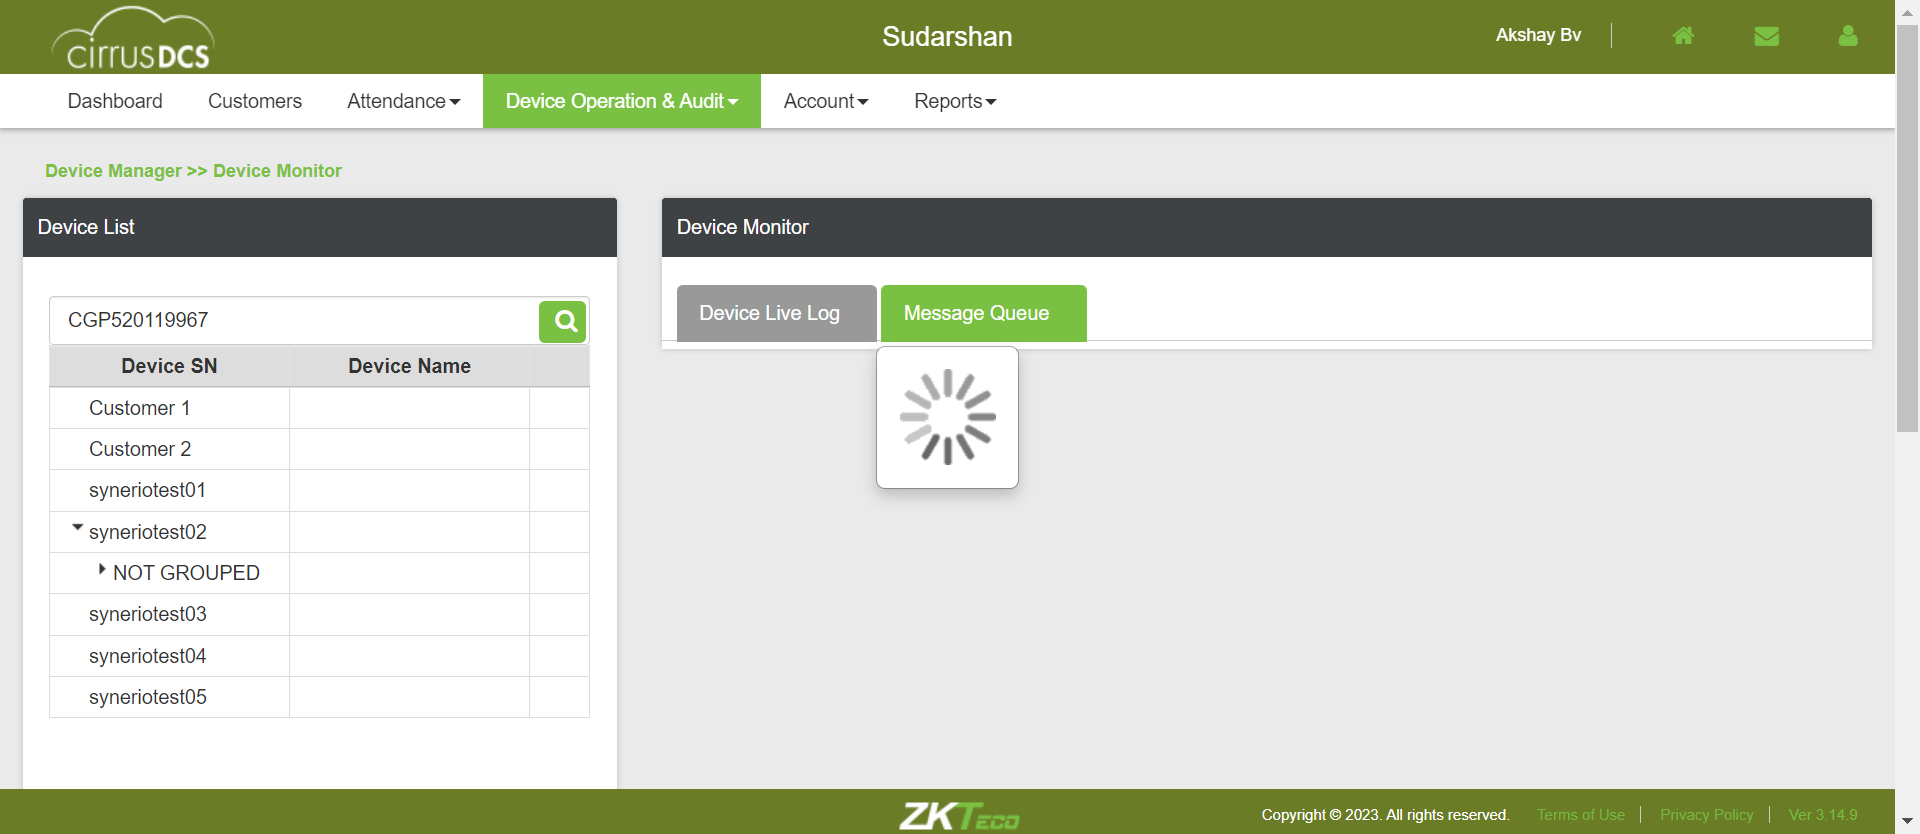 cirrusDCS
Sudarshan
Akshay Bv
Dashboard Customers Attendance Device Operation & Audit Account Reports
Device Manager >> Device Monitor
Device List
CGP520119967
Device SN Device Name
Customer 1
Customer 2
syneriotest01
syneriotest02
NOT GROUPED
syneriotest03
syneriotest04
syneriotest05
Device Monitor
Device Live Log Message Queue
ZKTECO
Copyright © 2023. All rights reserved. Terms of Use Privacy Policy Ver 3.14.9